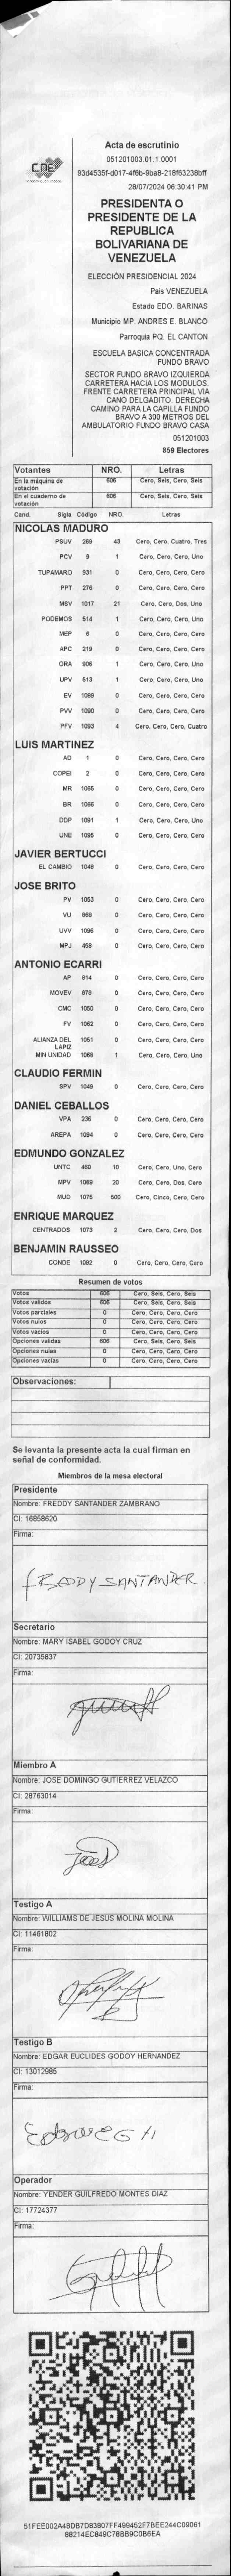 CNE
Acta de escrutinio
051201003.01.1.0001
93d4535f-d017-4f6b-9ba8-218f63238bff
28/07/2024 06:30:41 PM
PRESIDENTA O
PRESIDENTE DE LA
REPUBLICA
BOLIVARIANA DE
VENEZUELA
ELECCIÓN PRESIDENCIAL 2024
País VENEZUELA
Estado EDO. BARINAS
Municipio MP. ANDRES E. BLANCO
Parroquia PQ. EL CANTON
ESCUELA BASICA CONCENTRADA
FUNDO BRAVO
SECTOR FUNDO BRAVO IZQUIERDA
CARRETERA HACIA LOS MODULOS.
FRENTE CARRETERA PRINCIPAL VIA
CANO DELGADITO. DERECHA
CAMINO PARA LA CAPILLA FUNDO
BRAVO A 300 METROS DEL
AMBULATORIO FUNDO BRAVO CASA
051201003
859 Electores
Votantes NRO. Letras
En la máquina de votación 606 Cero, Seis, Cero, Seis
En el cuaderno de votación 606 Cero, Seis, Cero, Seis
Cand. Sigla Código NRO. Letras
NICOLAS MADURO
PSUV 269 43 Cero, Cero, Cuatro, Tres
PCV 9 1 Cero, Cero, Cero, Uno
TUPAMARO 931 0 Cero, Cero, Cero, Cero
PPT 276 0 Cero, Cero, Cero, Cero
MSV 1017 21 Cero, Cero, Dos, Uno
PODEMOS 514 1 Cero, Cero, Cero, Uno
MEP 6 0 Cero, Cero, Cero, Cero
APC 219 0 Cero, Cero, Cero, Cero
ORA 906 1 Cero, Cero, Cero, Uno
UPV 513 1 Cero, Cero, Cero, Uno
EV 1089 0 Cero, Cero, Cero, Cero
PVV 1090 0 Cero, Cero, Cero, Cero
PFV 1093 4 Cero, Cero, Cero, Cuatro
LUIS MARTINEZ
AD 1 0 Cero, Cero, Cero, Cero
COPEI 2 0 Cero, Cero, Cero, Cero
MR 1065 0 Cero, Cero, Cero, Cero
BR 1066 0 Cero, Cero, Cero, Cero
DDP 1091 1 Cero, Cero, Cero, Uno
UNE 1095 0 Cero, Cero, Cero, Cero
JAVIER BERTUCCI
EL CAMBIO 1048 0 Cero, Cero, Cero, Cero
JOSE BRITO
PV 1053 0 Cero, Cero, Cero, Cero
VU 869 0 Cero, Cero, Cero, Cero
UVV 1096 0 Cero, Cero, Cero, Cero
MPJ 458 0 Cero, Cero, Cero, Cero
ANTONIO ECARRI
AP 814 0 Cero, Cero, Cero, Cero
MOVEV 878 0 Cero, Cero, Cero, Cero
CMC 1050 0 Cero, Cero, Cero, Cero
FV 1062 0 Cero, Cero, Cero, Cero
ALIANZA DEL LAPIZ 1051 0 Cero, Cero, Cero, Cero
MIN UNIDAD 1088 1 Cero, Cero, Cero, Uno
CLAUDIO FERMIN
SPV 1049 0 Cero, Cero, Cero, Cero
DANIEL CEBALLOS
VPA 236 0 Cero, Cero, Cero, Cero
AREPA 1094 0 Cero, Cero, Cero, Cero
EDMUNDO GONZALEZ
UNTC 460 10 Cero, Cero, Uno, Cero
MPV 1069 20 Cero, Cero, Dos, Cero
MUD 1075 500 Cero, Cinco, Cero, Cero
ENRIQUE MARQUEZ
CENTRADOS 1073 2 Cero, Cero, Cero, Dos
BENJAMIN RAUSSEO
CONDE 1082 0 Cero, Cero, Cero, Cero
Resumen de votos
Votos 606 Cero, Seis, Cero, Seis
Votos validos 606 Cero, Seis, Cero, Seis
Votos parciales 0 Cero, Cero, Cero, Cero
Votos nulos 0 Cero, Cero, Cero, Cero
Votos vacios 0 Cero, Cero, Cero, Cero
Opciones validas 606 Cero, Seis, Cero, Seis
Opciones nulas 0 Cero, Cero, Cero, Cero
Opciones vacias 0 Cero, Cero, Cero, Cero
Observaciones:
Se levanta la presente acta la cual firman en
señal de conformidad.
Miembros de la mesa electoral
Presidente
Nombre: FREDDY SANTANDER ZAMBRANO
CI: 16858620
Firma:
FREDDY SANTANDER
Secretario
Nombre: MARY ISABEL GODOY CRUZ
CI: 20735837
Firma:
Miembro A
Nombre: JOSE DOMINGO GUTIERREZ VELAZCO
CI: 28763014
Firma:
José
Testigo A
Nombre: WILLIAMS DE JESUS MOLINA MOLINA
CI: 11461802
Firma:
Testigo B
Nombre: EDGAR EUCLIDES GODOY HERNANDEZ
CI: 13012985
Firma:
Operador
Nombre: YENDER GUILFREDO MONTES DIAZ
CI: 17724377
Firma:
51FEE002A48DB7D83807FF499452F7BEE244C09061
88214EC849C78BB9C0B6EA